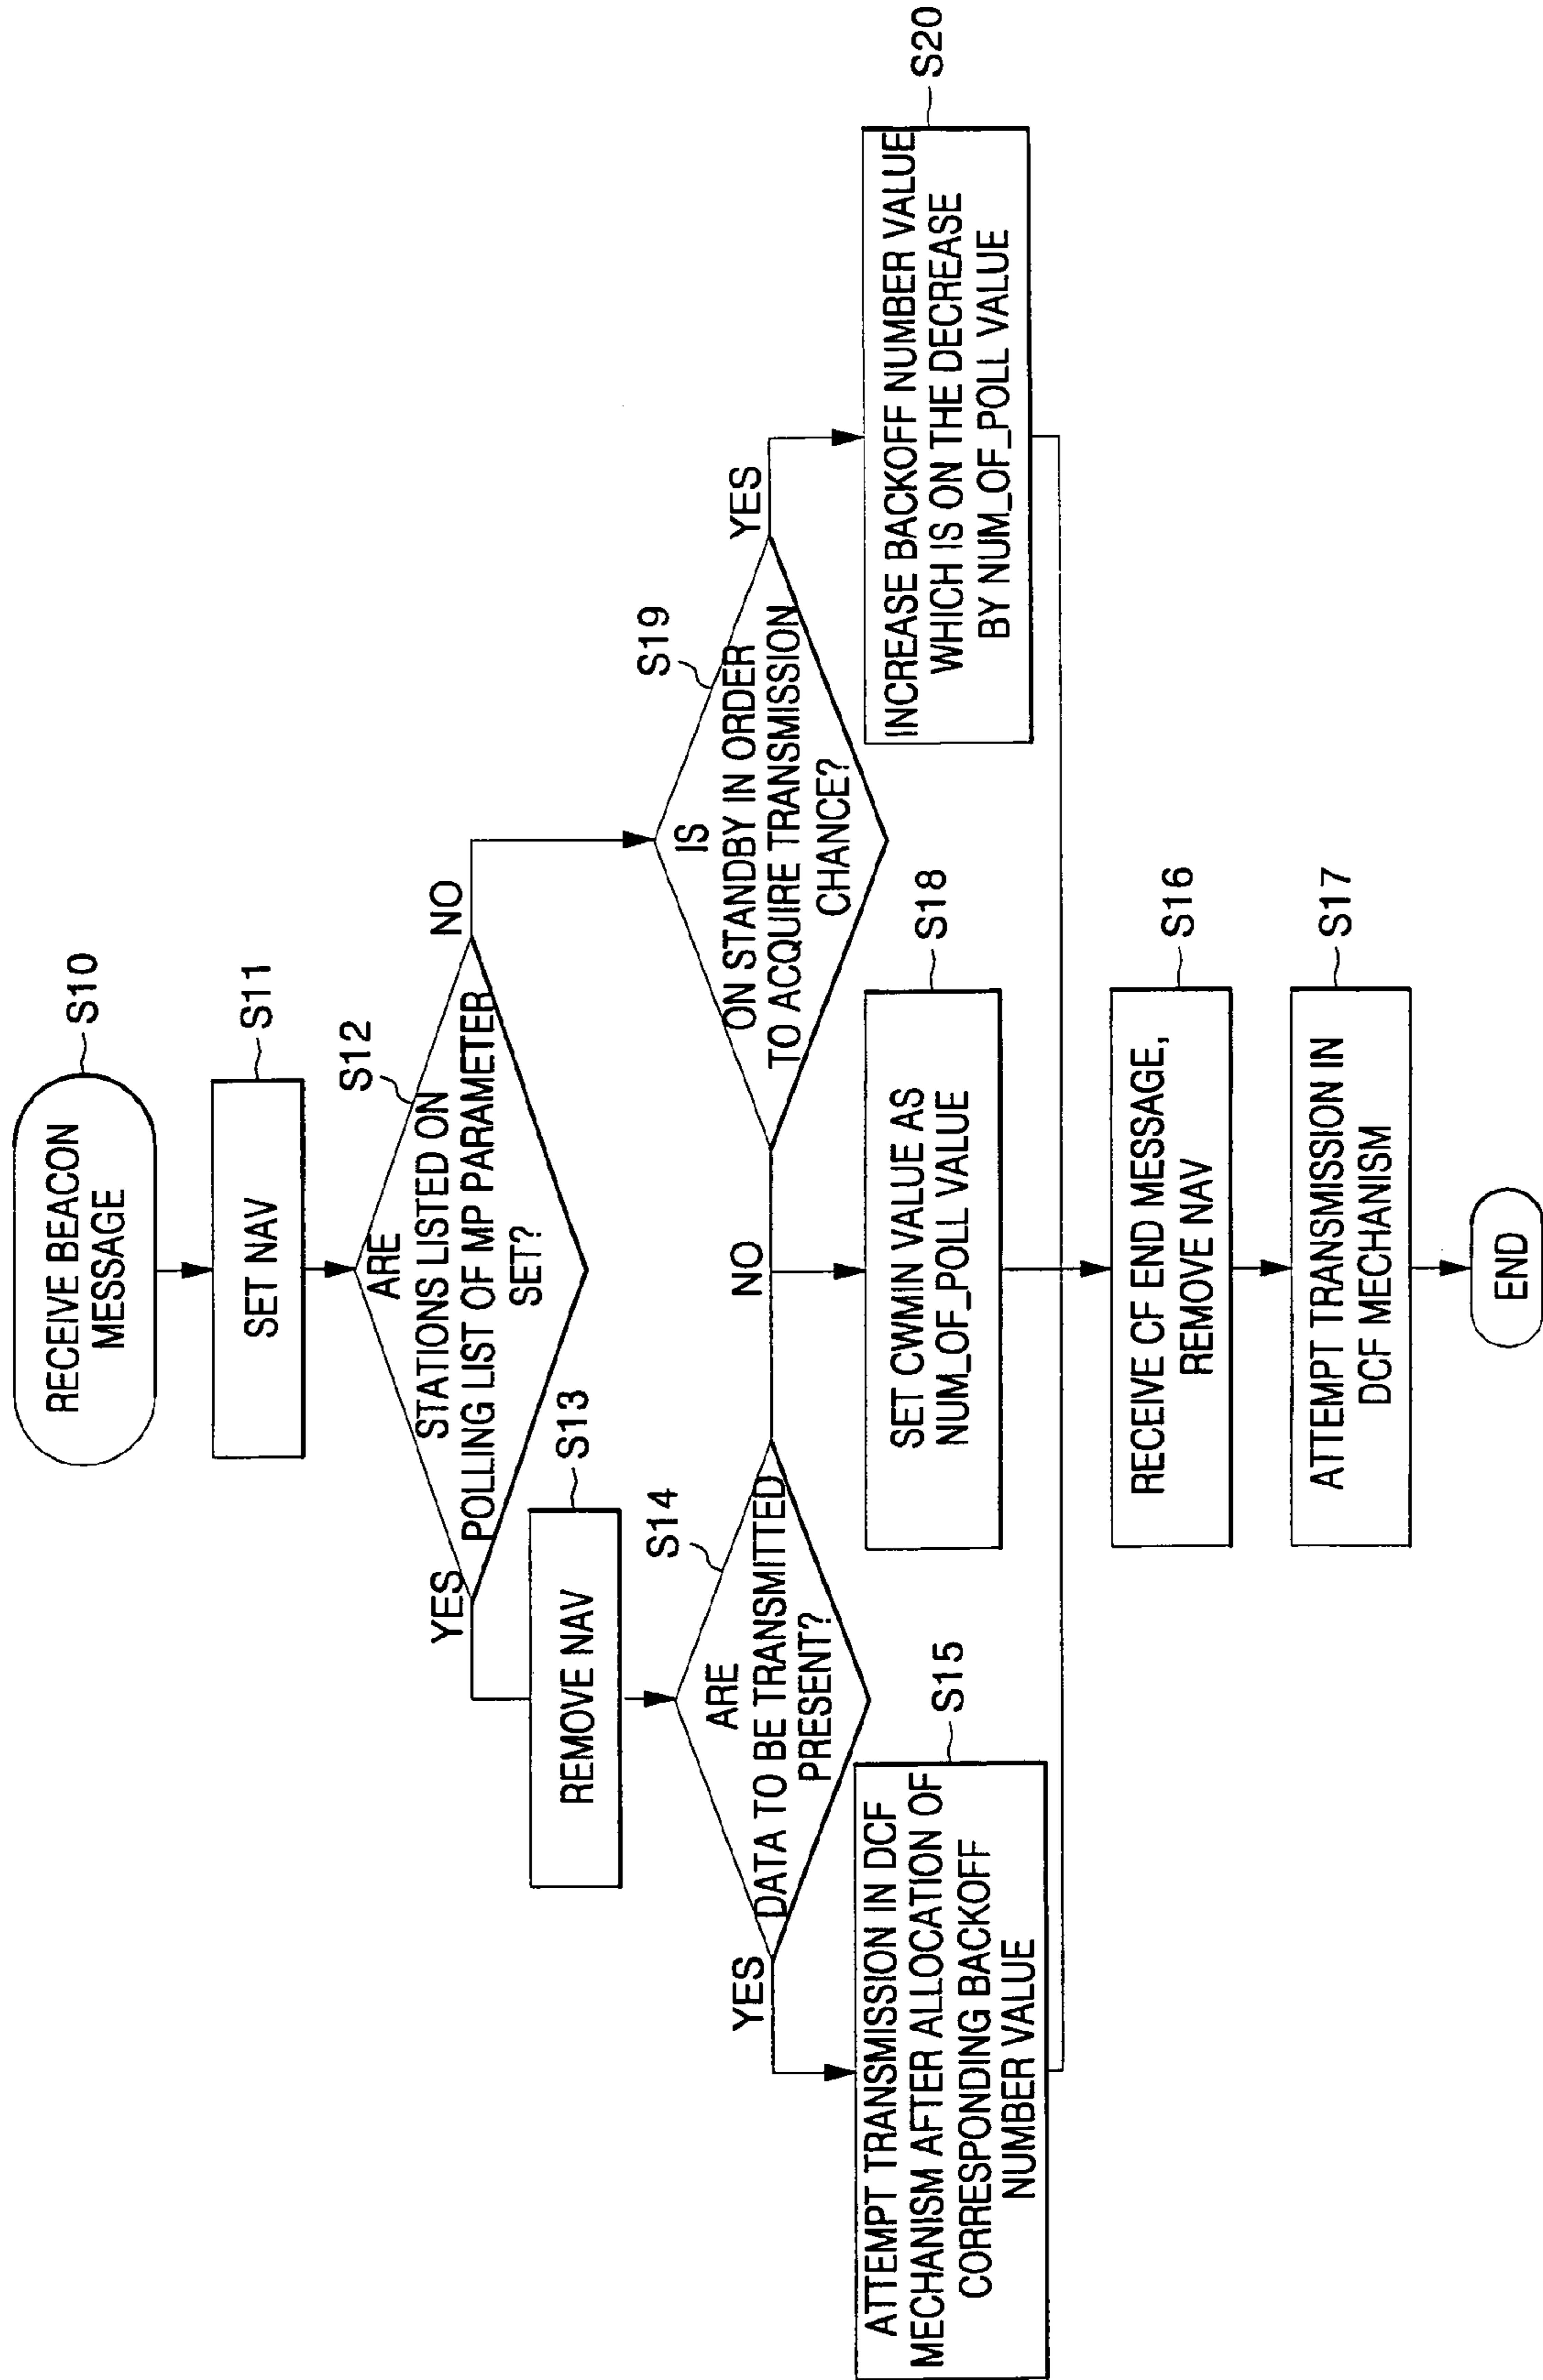 RECEIVE BEACON
MESSAGE
S10
SET NAV
S11
ARE
STATIONS LISTED ON
POLLING LIST OF MP PARAMETER
SET?
S12
YES
NO
REMOVE NAV
S13
ARE
DATA TO BE TRANSMITTED
PRESENT?
S14
YES
NO
IS
ON STANDBY IN ORDER
TO ACQUIRE TRANSMISSION
CHANCE?
S19
YES
ATTEMPT TRANSMISSION IN DCF
MECHANISM AFTER ALLOCATION OF
CORRESPONDING BACKOFF
NUMBER VALUE
S15
SET CWMIN VALUE AS
NUM_OF_POLL VALUE
S18
INCREASE BACKOFF NUMBER VALUE
WHICH IS ON THE DECREASE
BY NUM_OF_POLL VALUE
S20
RECEIVE CF END MESSAGE,
REMOVE NAV
S16
ATTEMPT TRANSMISSION IN
DCF MECHANISM
S17
END